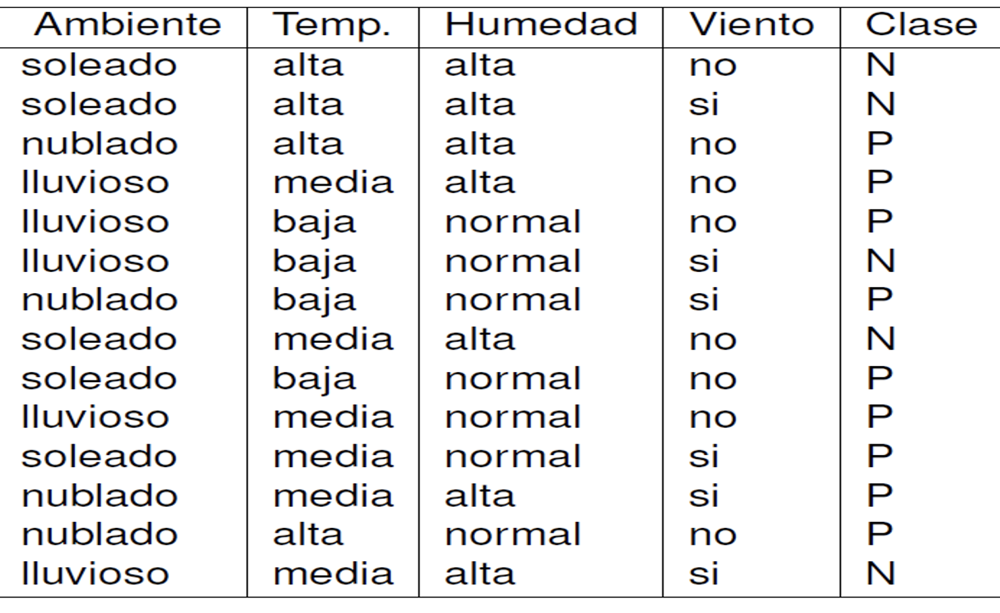 Ambiente Temp. Humedad Viento Clase
soleado alta alta no N
soleado alta alta si N
nublado alta alta no P
lluvioso media alta no P
lluvioso baja normal no P
lluvioso baja normal si N
nublado baja normal si P
soleado media alta no N
soleado baja normal no P
lluvioso media normal no P
soleado media normal si P
nublado media alta si P
nublado alta normal no P
lluvioso media alta si N